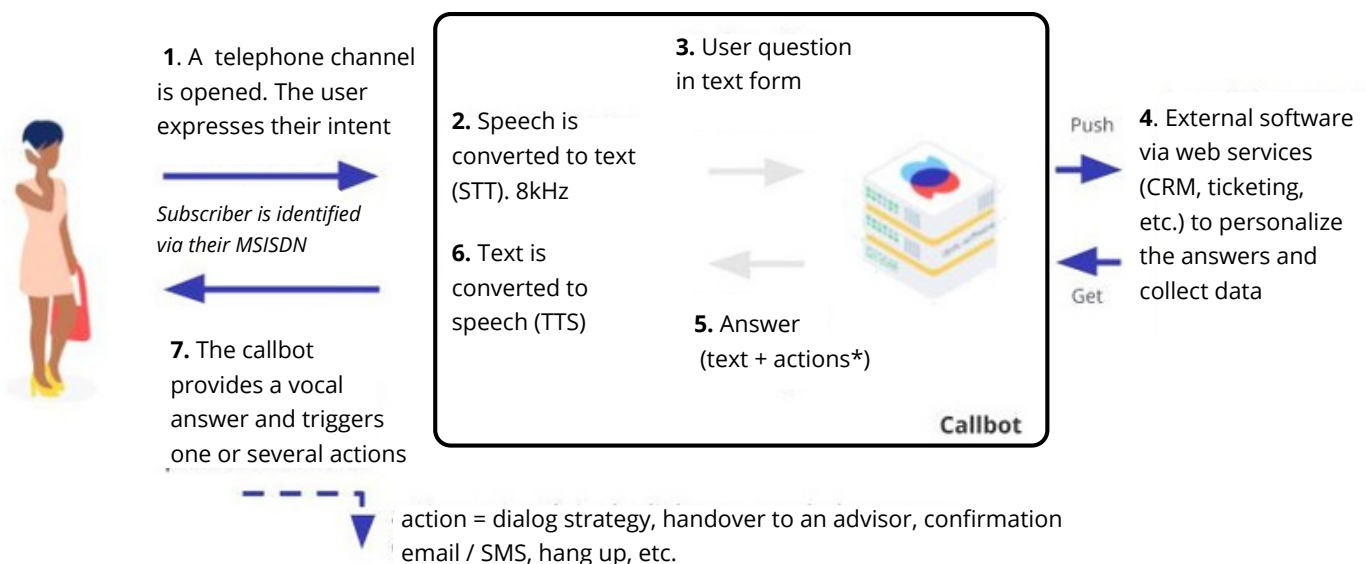 1. A telephone channel
is opened. The user
expresses their intent
Subscriber is identified
via their MSISDN
2. Speech is
converted to text
(STT). 8kHz
3. User question
in text form
Push
4. External software
via web services
(CRM, ticketing,
etc.) to personalize
the answers and
collect data
Get
5. Answer
(text + actions*)
6. Text is
converted to
speech (TTS)
Callbot
7. The callbot
provides a vocal
answer and triggers
one or several actions
action = dialog strategy, handover to an advisor, confirmation
email / SMS, hang up, etc.